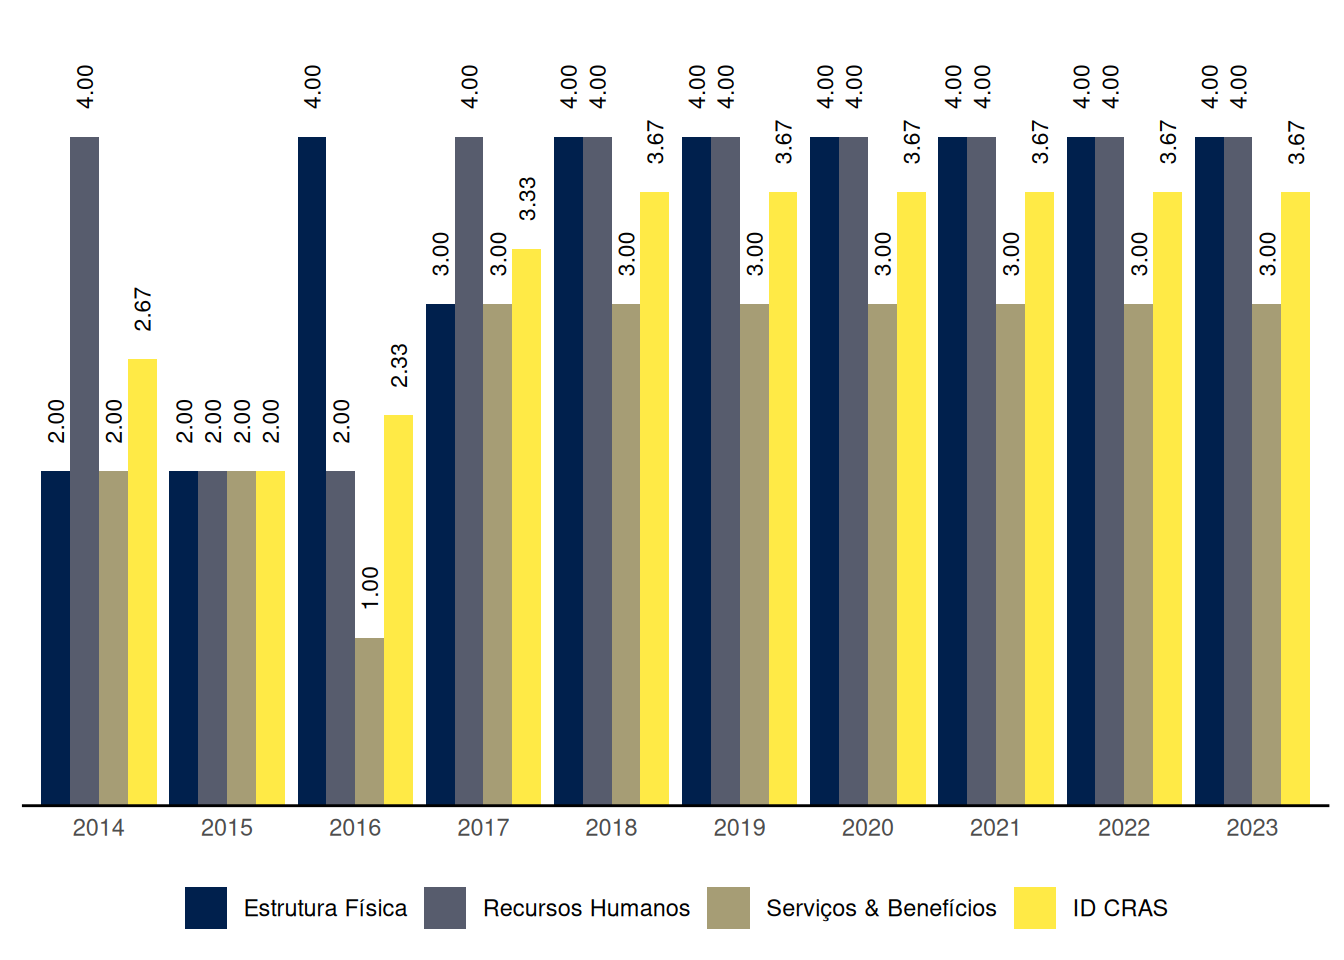 4.00 4.00 4.00 4.00 4.00 4.00 4.00 4.00 4.00 4.00 4.00 4.00 4.00 4.00 4.00
3.67 3.67 3.67 3.67 3.67 3.67
3.33
3.00 3.00 3.00 3.00 3.00 3.00 3.00 3.00
2.67
2.33
2.00 2.00 2.00 2.00 2.00 2.00 2.00
1.00
2014 2015 2016 2017 2018 2019 2020 2021 2022 2023
Estrutura Física Recursos Humanos Serviços & Benefícios ID CRAS